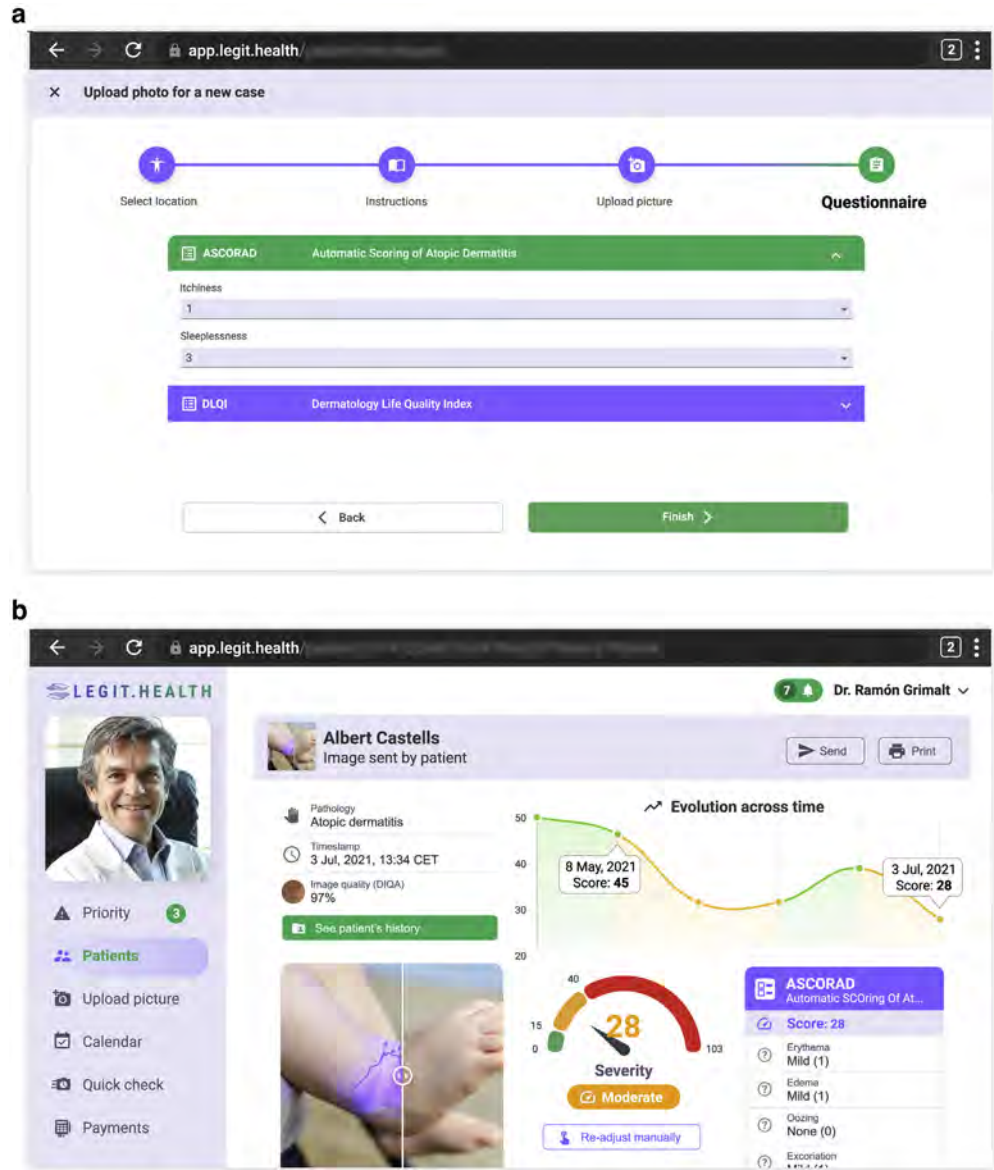 a
app.legit.health/
2
Upload photo for a new case
Select location
Instructions
Upload picture
Questionnaire
ASCORAD Automatic Scoring of Atopic Dermatitis
Itchiness
1
Sleeplessness
3
DLQI Dermatology Life Quality Index
Back
Finish
b
app.legit.health/
2
LEGIT.HEALTH
7
Dr. Ramón Grimalt
Albert Castells
Image sent by patient
Send
Print
Priority 3
Patients
Upload picture
Calendar
Quick check
Payments
Pathology
Atopic dermatitis
Timestamp
3 Jul, 2021, 13:34 CET
Image quality (DIQA)
97%
See patient's history
Evolution across time
50
40
30
20
8 May, 2021
Score: 45
3 Jul, 2021
Score: 28
40
15
0
103
28
Severity
Moderate
Re-adjust manually
ASCORAD
Automatic SCOring Of At...
Score: 28
Erythema
Mild (1)
Edema
Mild (1)
Oozing
None (0)
Excoriation